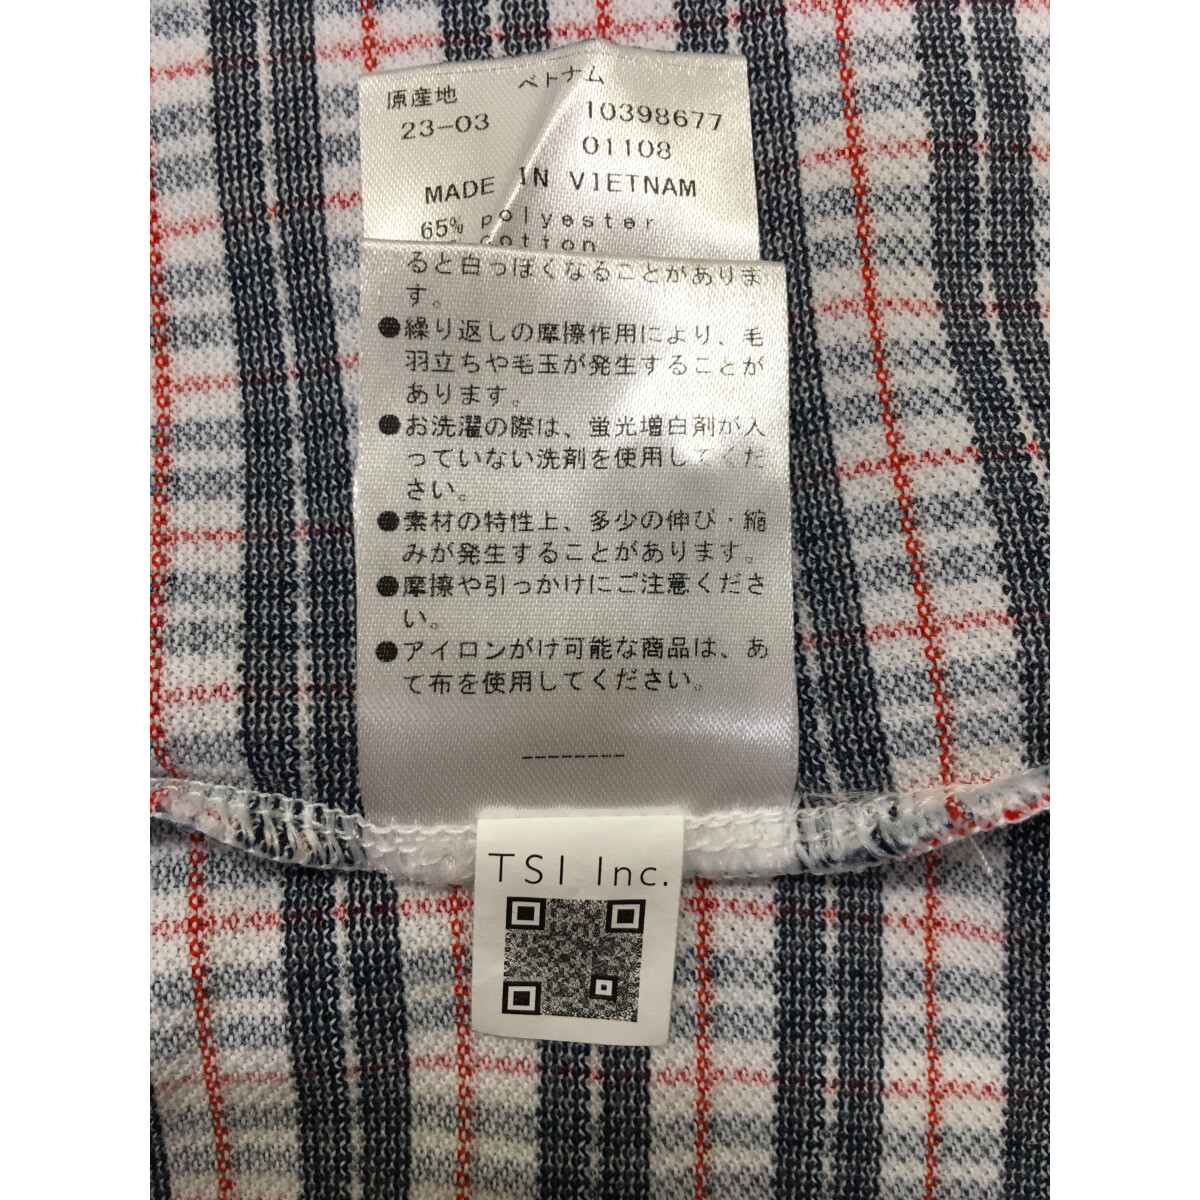 原産地 ベトナム
23-03 10398677
01108
MADE IN VIETNAM
65% polyester
cotton
ると白っぽくなることがありま
す。
●繰り返しの摩擦作用により、毛
羽立ちや毛玉が発生することが
あります。
●お洗濯の際は、蛍光増白剤が入
っていない洗剤を使用してくだ
さい。
●素材の特性上、多少の伸び・縮
みが発生することがあります。
●摩擦や引っかけにご注意くださ
い。
●アイロンがけ可能な商品は、あ
て布を使用してください。
--------
TSI Inc.